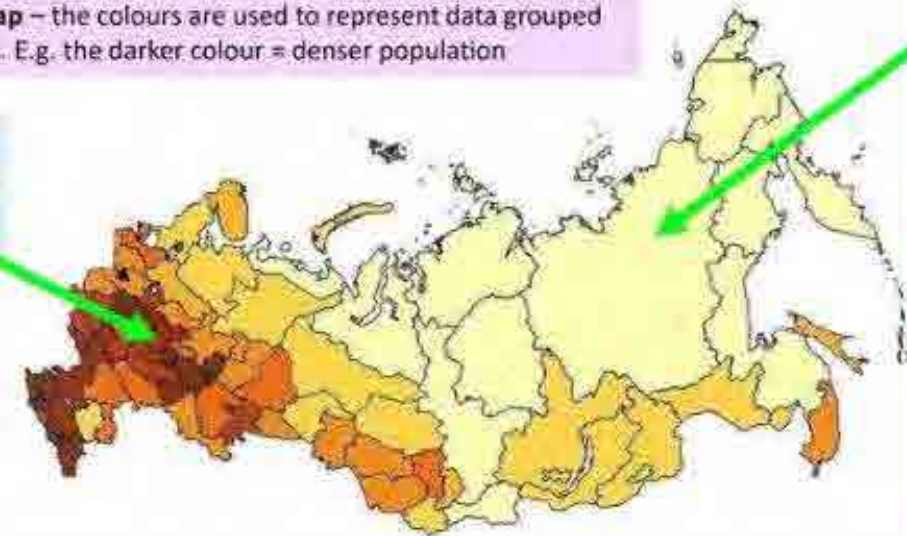 ap – the colours are used to represent data grouped
. E.g. the darker colour = denser population